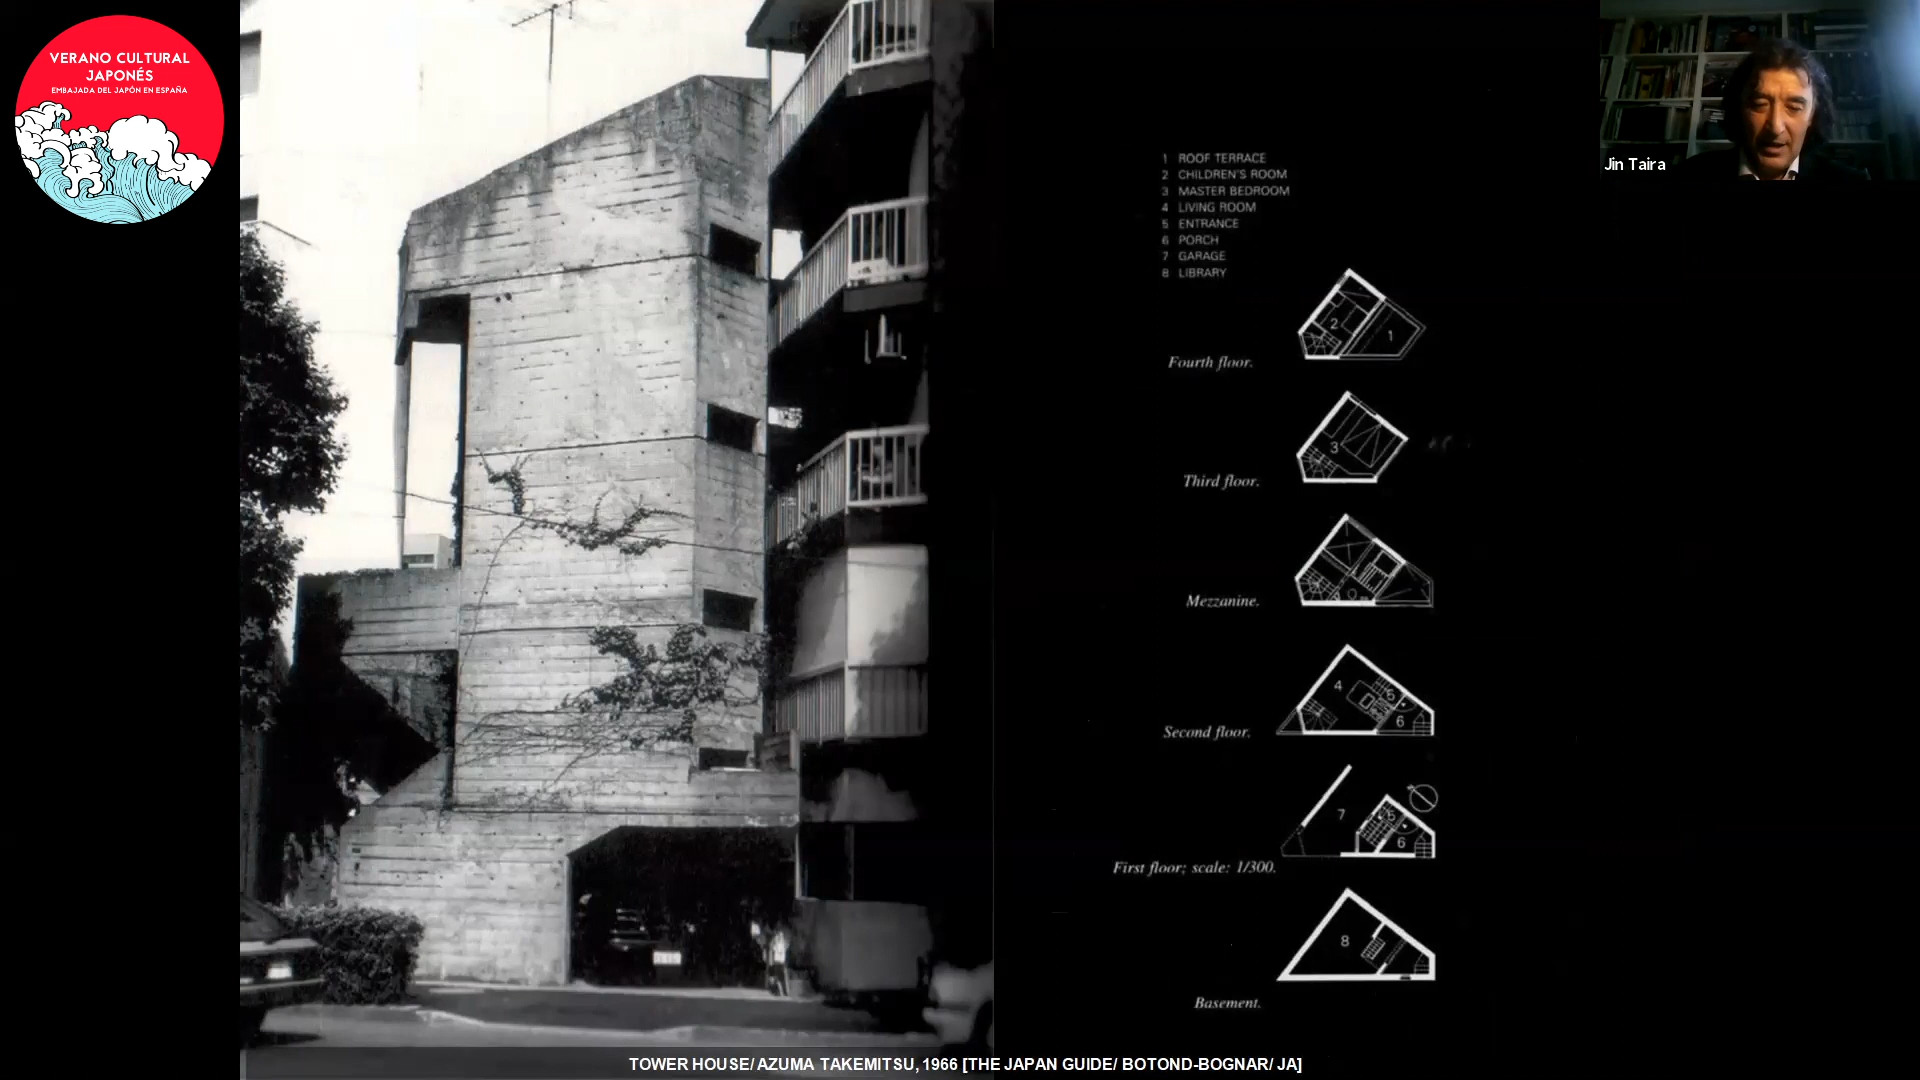 VERANO CULTURAL
JAPONÉS
EMBAJADA DEL JAPÓN EN ESPAÑA
Jin Taira
1 ROOF TERRACE
2 CHILDREN'S ROOM
3 MASTER BEDROOM
4 LIVING ROOM
5 ENTRANCE
6 PORCH
7 GARAGE
8 LIBRARY
2
1
Fourth floor.
3
Third floor.
Mezzanine.
4
5
6
Second floor.
7
5
6
First floor; scale: 1/300.
8
Basement.
TOWER HOUSE/ AZUMA TAKEMITSU, 1966 [THE JAPAN GUIDE/ BOTOND-BOGNAR/ JA]